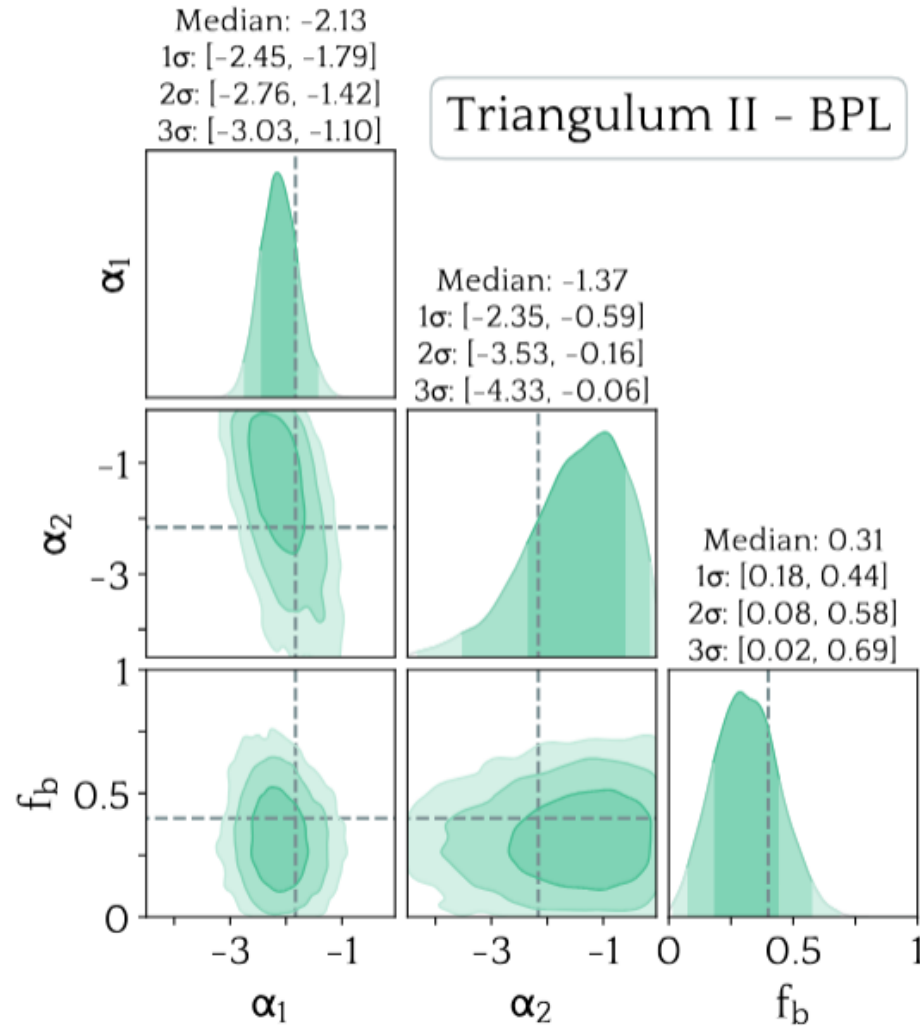 Median: -2.13
1σ: [-2.45, -1.79]
2σ: [-2.76, -1.42]
3σ: [-3.03, -1.10]
Triangulum II - BPL
α1
Median: -1.37
1σ: [-2.35, -0.59]
2σ: [-3.53, -0.16]
3σ: [-4.33, -0.06]
α2
-1
-3
Median: 0.31
1σ: [0.18, 0.44]
2σ: [0.08, 0.58]
3σ: [0.02, 0.69]
fb
1
0.5
0
-3 -1
-3 -1
0 0.5 1
α1
α2
fb